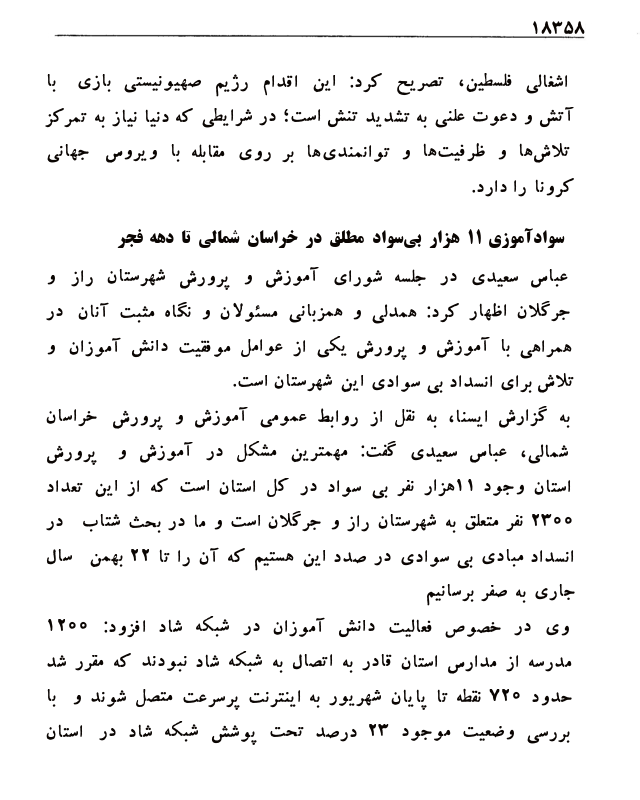 ۱۸۳۵۸
اشغالی فلسطین، تصریح کرد: این اقدام رژیم صهیونیستی بازی با
آتش و دعوت علنی به تشدید تنش است؛ در شرایطی که دنیا نیاز به تمرکز
تلاش‌ها و ظرفیت‌ها و توانمندی‌ها بر روی مقابله با ویروس جهانی
کرونا را دارد.
سوادآموزی ۱۱ هزار بی‌سواد مطلق در خراسان شمالی تا دهه فجر
عباس سعیدی در جلسه شورای آموزش و پرورش شهرستان راز و
جرگلان اظهار کرد: همدلی و همزبانی مسئولان و نگاه مثبت آنان در
همراهی با آموزش و پرورش یکی از عوامل موفقیت دانش آموزان و
تلاش برای انسداد بی سوادی این شهرستان است.
به گزارش ایسنا، به نقل از روابط عمومی آموزش و پرورش خراسان
شمالی، عباس سعیدی گفت: مهمترین مشکل در آموزش و پرورش
استان وجود ۱۱هزار نفر بی سواد در کل استان است که از این تعداد
۲۳۰۰ نفر متعلق به شهرستان راز و جرگلان است و ما در بحث شتاب در
انسداد مبادی بی سوادی در صدد این هستیم که آن را تا ۲۲ بهمن سال
جاری به صفر برسانیم
وی در خصوص فعالیت دانش آموزان در شبکه شاد افزود: ۱۲۰۰
مدرسه از مدارس استان قادر به اتصال به شبکه شاد نبودند که مقرر شد
حدود ۷۲۰ نقطه تا پایان شهریور به اینترنت پرسرعت متصل شوند و با
بررسی وضعیت موجود ۲۳ درصد تحت پوشش شبکه شاد در استان